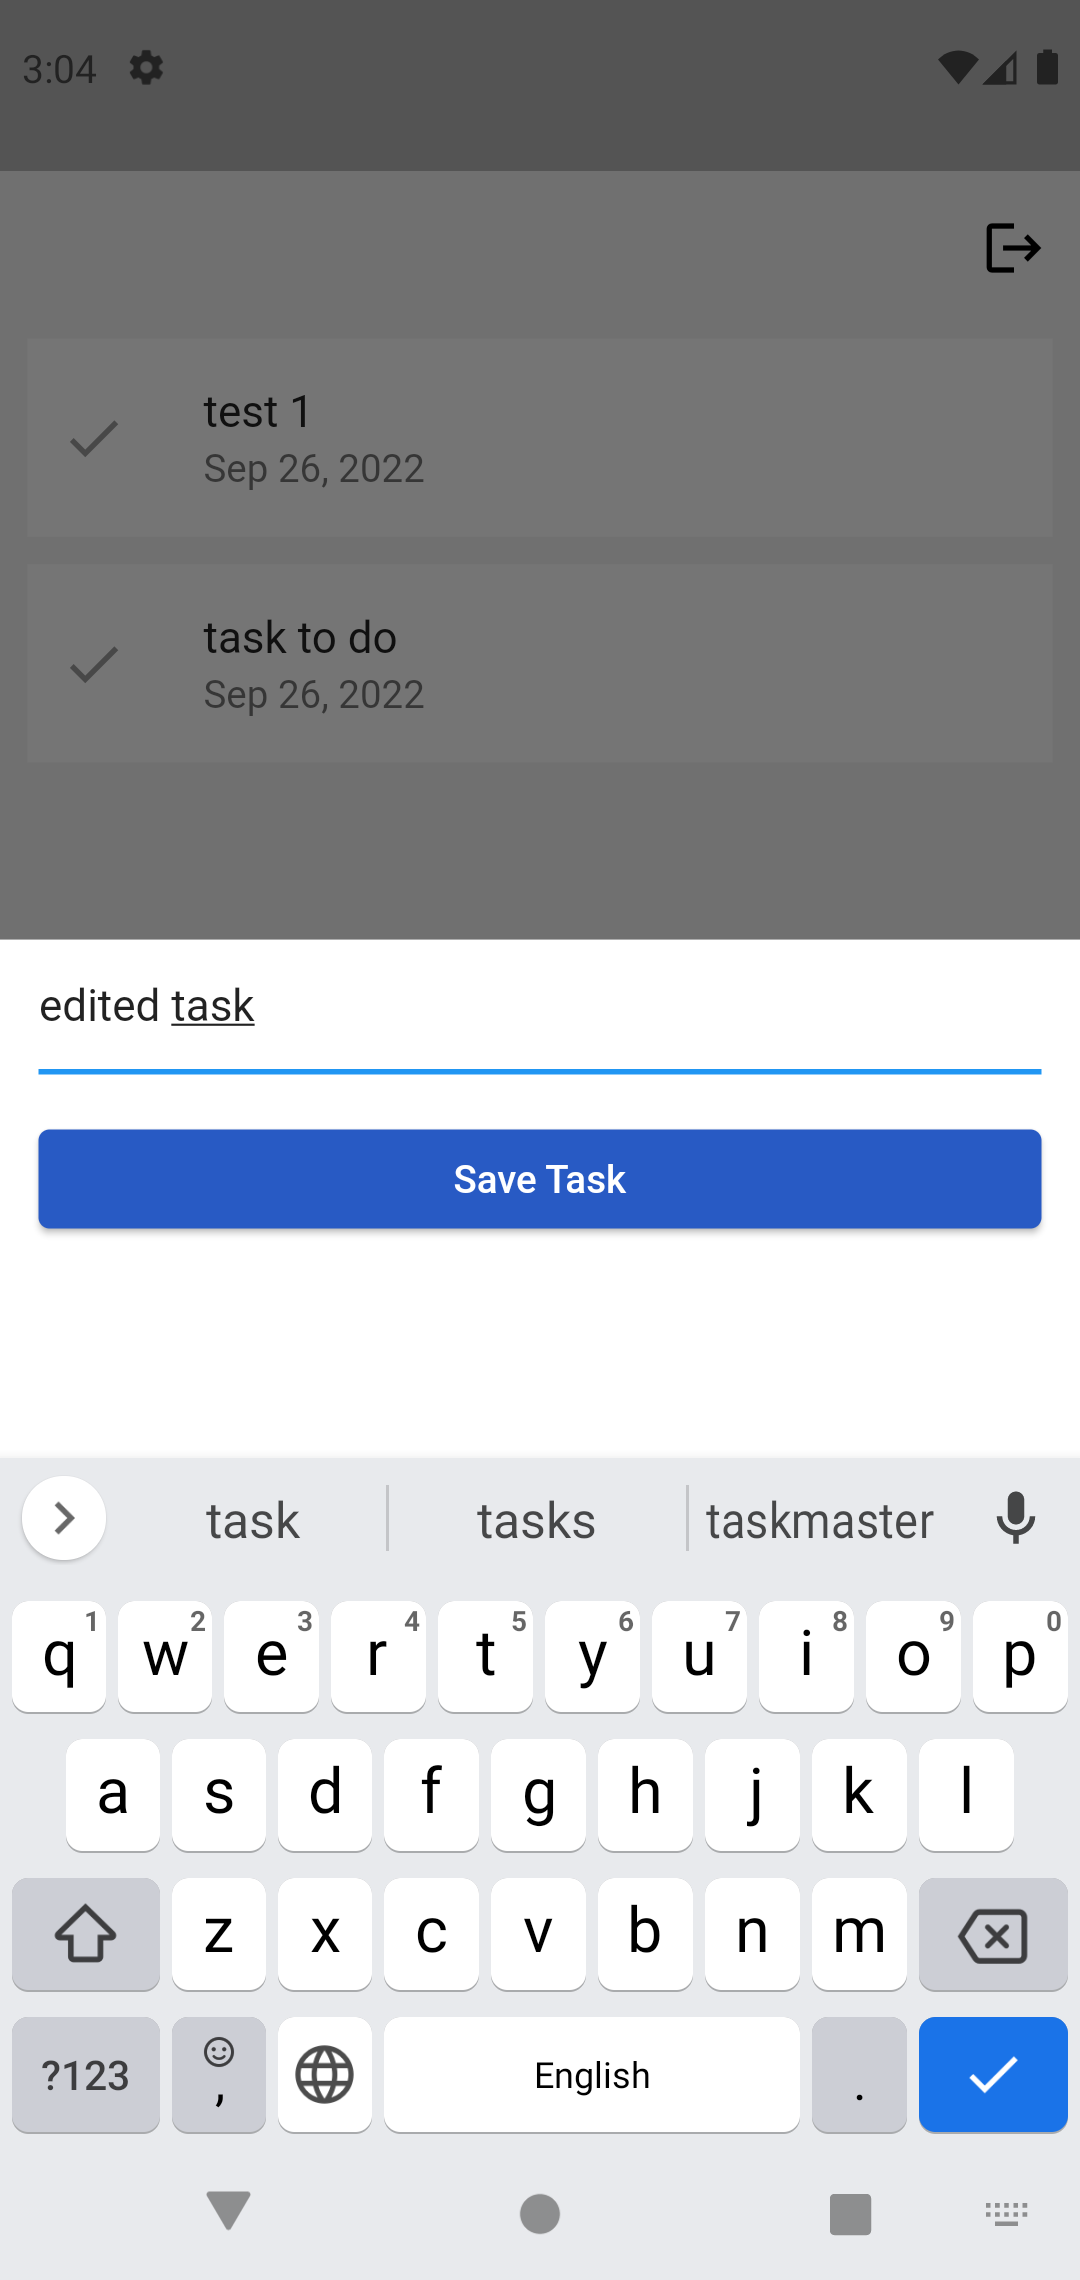 3:04
test 1
Sep 26, 2022
task to do
Sep 26, 2022
edited task
Save Task
task tasks taskmaster
1 2 3 4 5 6 7 8 9 0
q w e r t y u i o p
a s d f g h j k l
z x c v b n m
?123 , English .